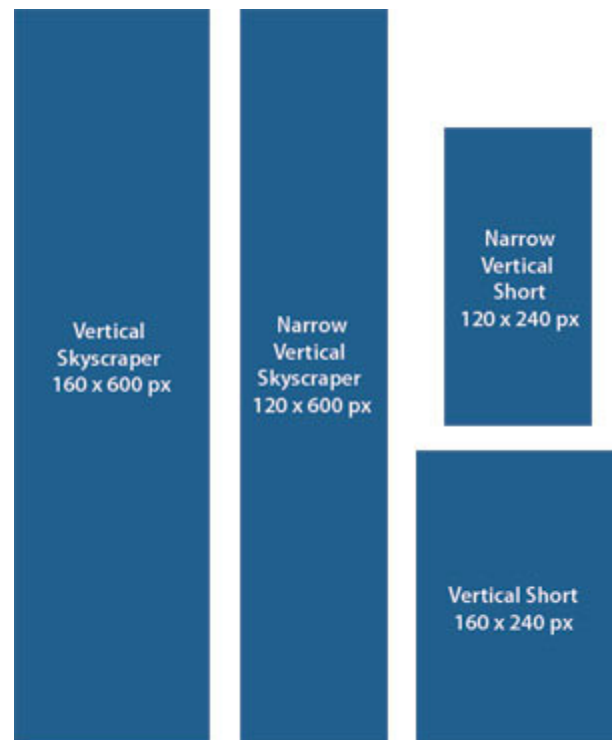 Vertical
Skyscraper
160 x 600 px
Narrow
Vertical
Skyscraper
120 x 600 px
Narrow
Vertical
Short
120 x 240 px
Vertical Short
160 x 240 px